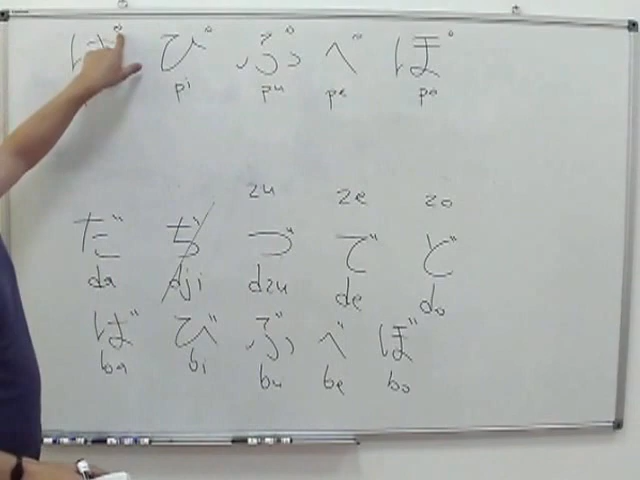 ぱ ぴ ぷ ぺ ぽ
pi pu pe po
zu ze zo
だ ぢ づ で ど
da dji dzu de do
ば び ぶ べ ぼ
ba bi bu be bo